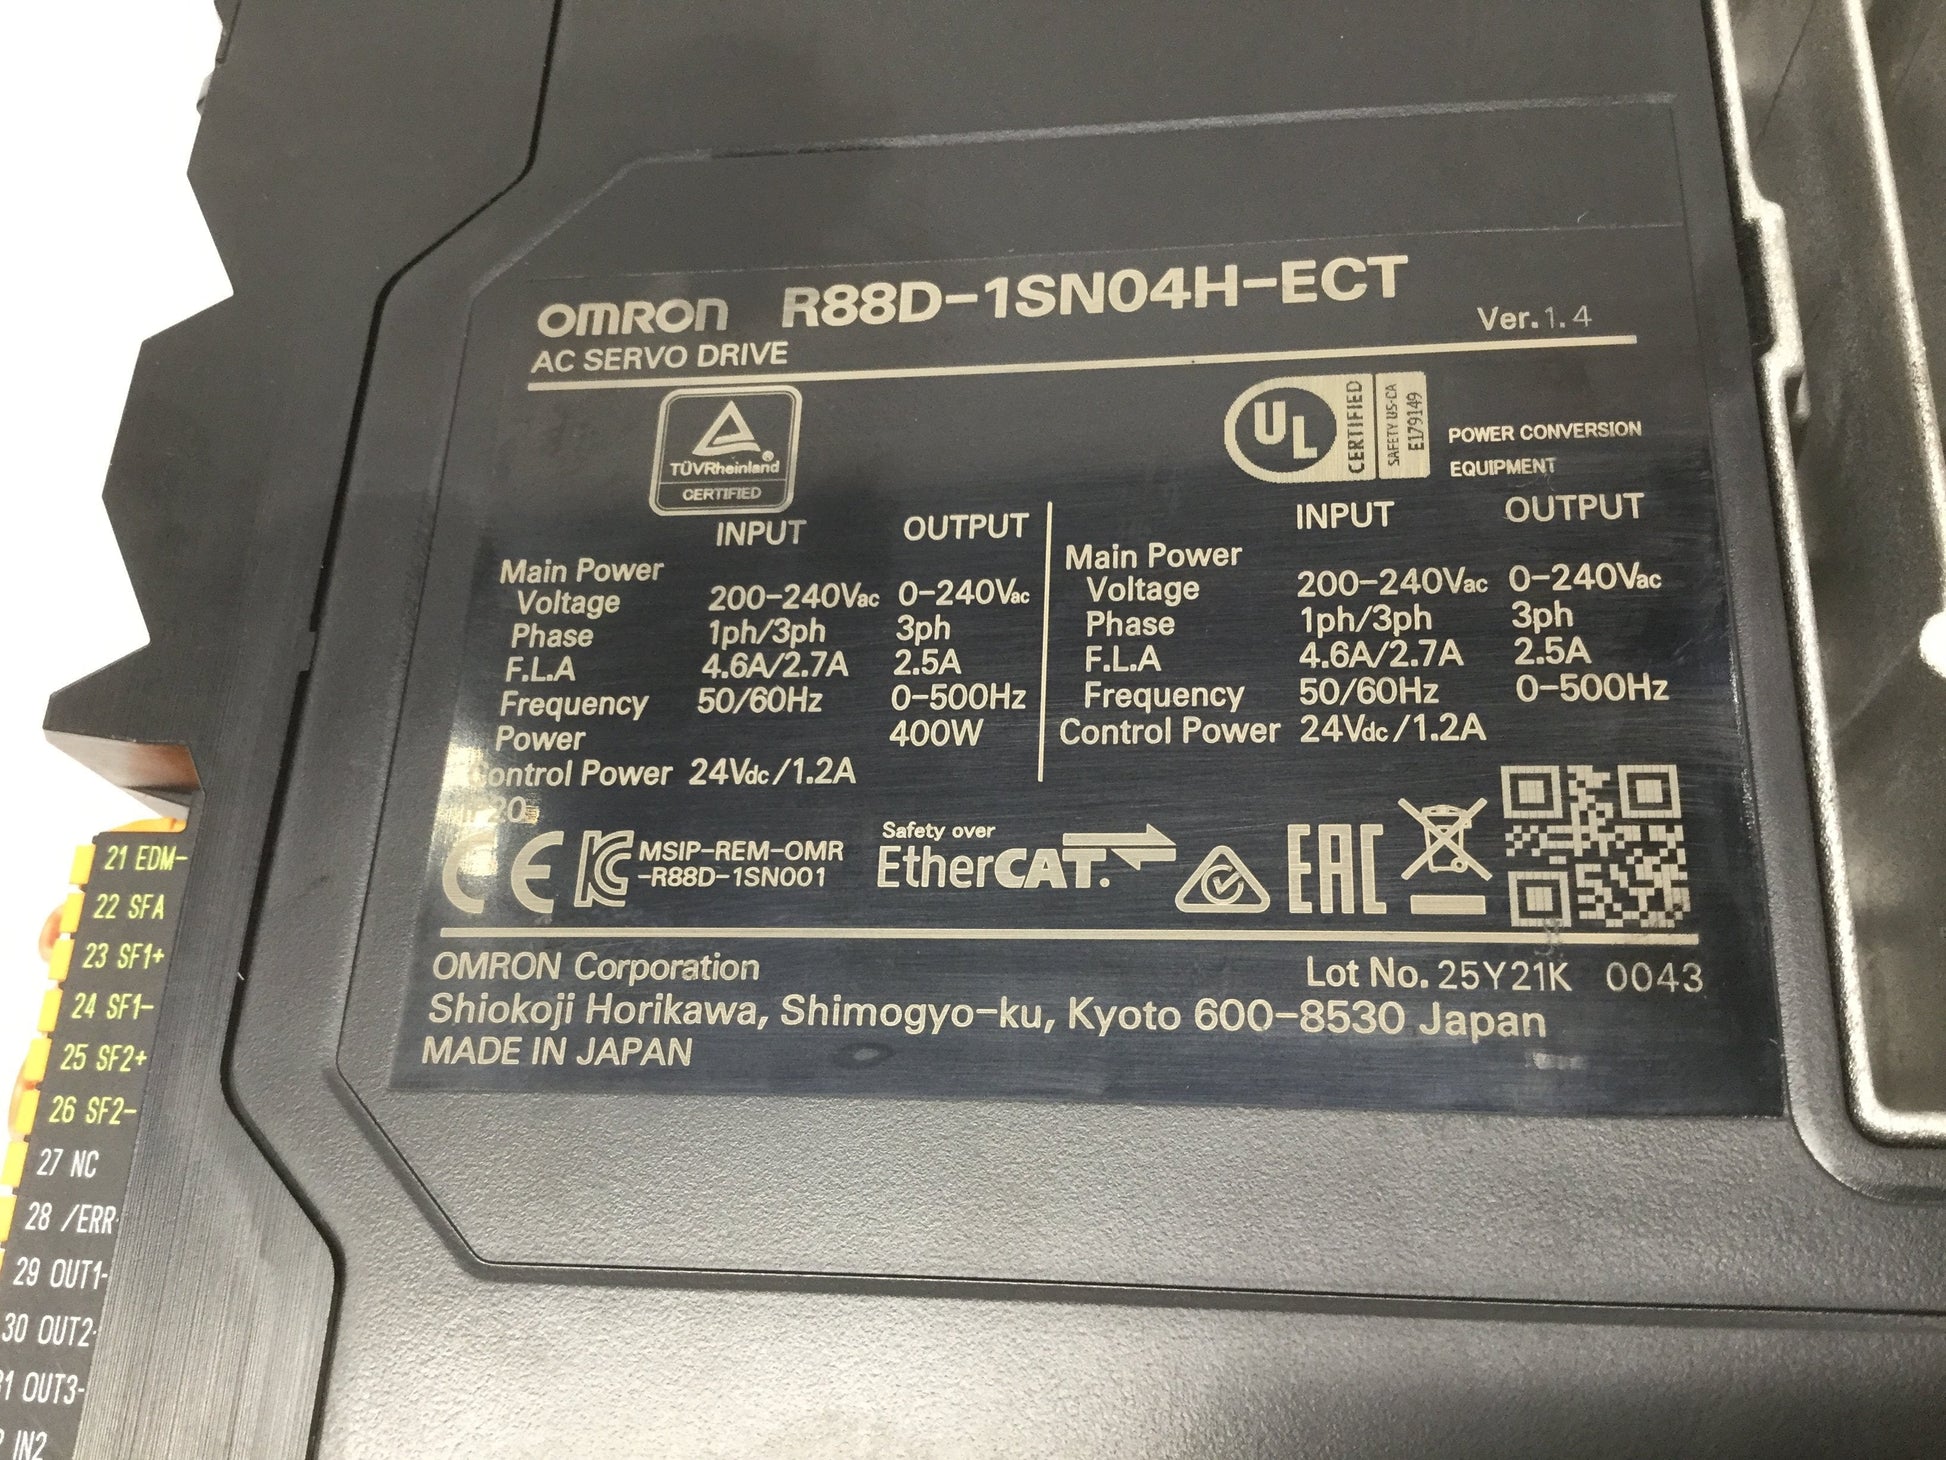 OMRON R88D-1SN04H-ECT Ver.1.4
AC SERVO DRIVE
TÜVRheinland®
CERTIFIED
UL CERTIFIED
SAFETY US-CA
E179149
POWER CONVERSION
EQUIPMENT
INPUT OUTPUT
Main Power
Voltage 200-240Vac 0-240Vac
Phase 1ph/3ph 3ph
F.L.A 4.6A/2.7A 2.5A
Frequency 50/60Hz 0-500Hz
Power 400W
Control Power 24Vdc/1.2A
IP20
INPUT OUTPUT
Main Power
Voltage 200-240Vac 0-240Vac
Phase 1ph/3ph 3ph
F.L.A 4.6A/2.7A 2.5A
Frequency 50/60Hz 0-500Hz
Control Power 24Vdc/1.2A
CE KC MSIP-REM-OMR
-R88D-1SN001
Safety over
EtherCAT.
EAC
OMRON Corporation Lot No. 25Y21K 0043
Shiokoji Horikawa, Shimogyo-ku, Kyoto 600-8530 Japan
MADE IN JAPAN
21 EDM-
22 SFA
23 SF1+
24 SF1-
25 SF2+
26 SF2-
27 NC
28 /ERR
29 OUT1-
30 OUT2-
31 OUT3-
IN2